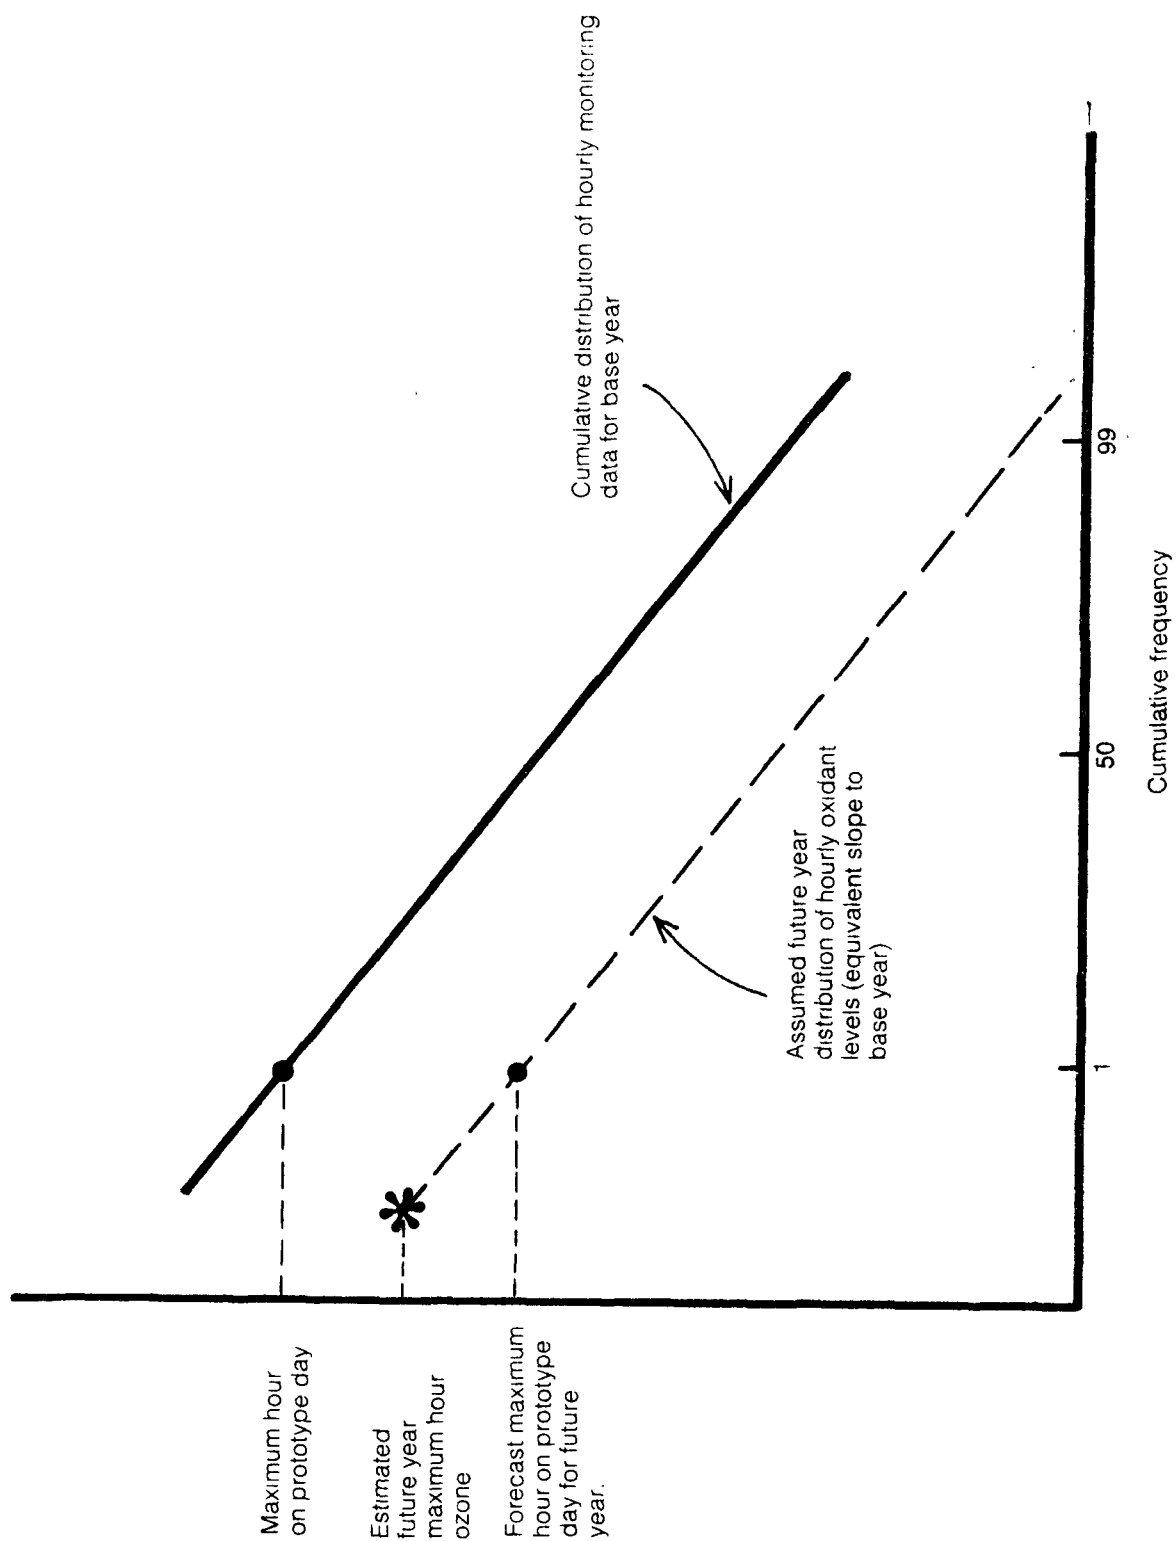 Maximum hour
on prototype day
Estimated
future year
maximum hour
ozone
Forecast maximum
hour on prototype
day for future
year.
Cumulative distribution of hourly monitoring
data for base year
Assumed future year
distribution of hourly oxidant
levels (equivalent slope to
base year)
1
50
99
Cumulative frequency